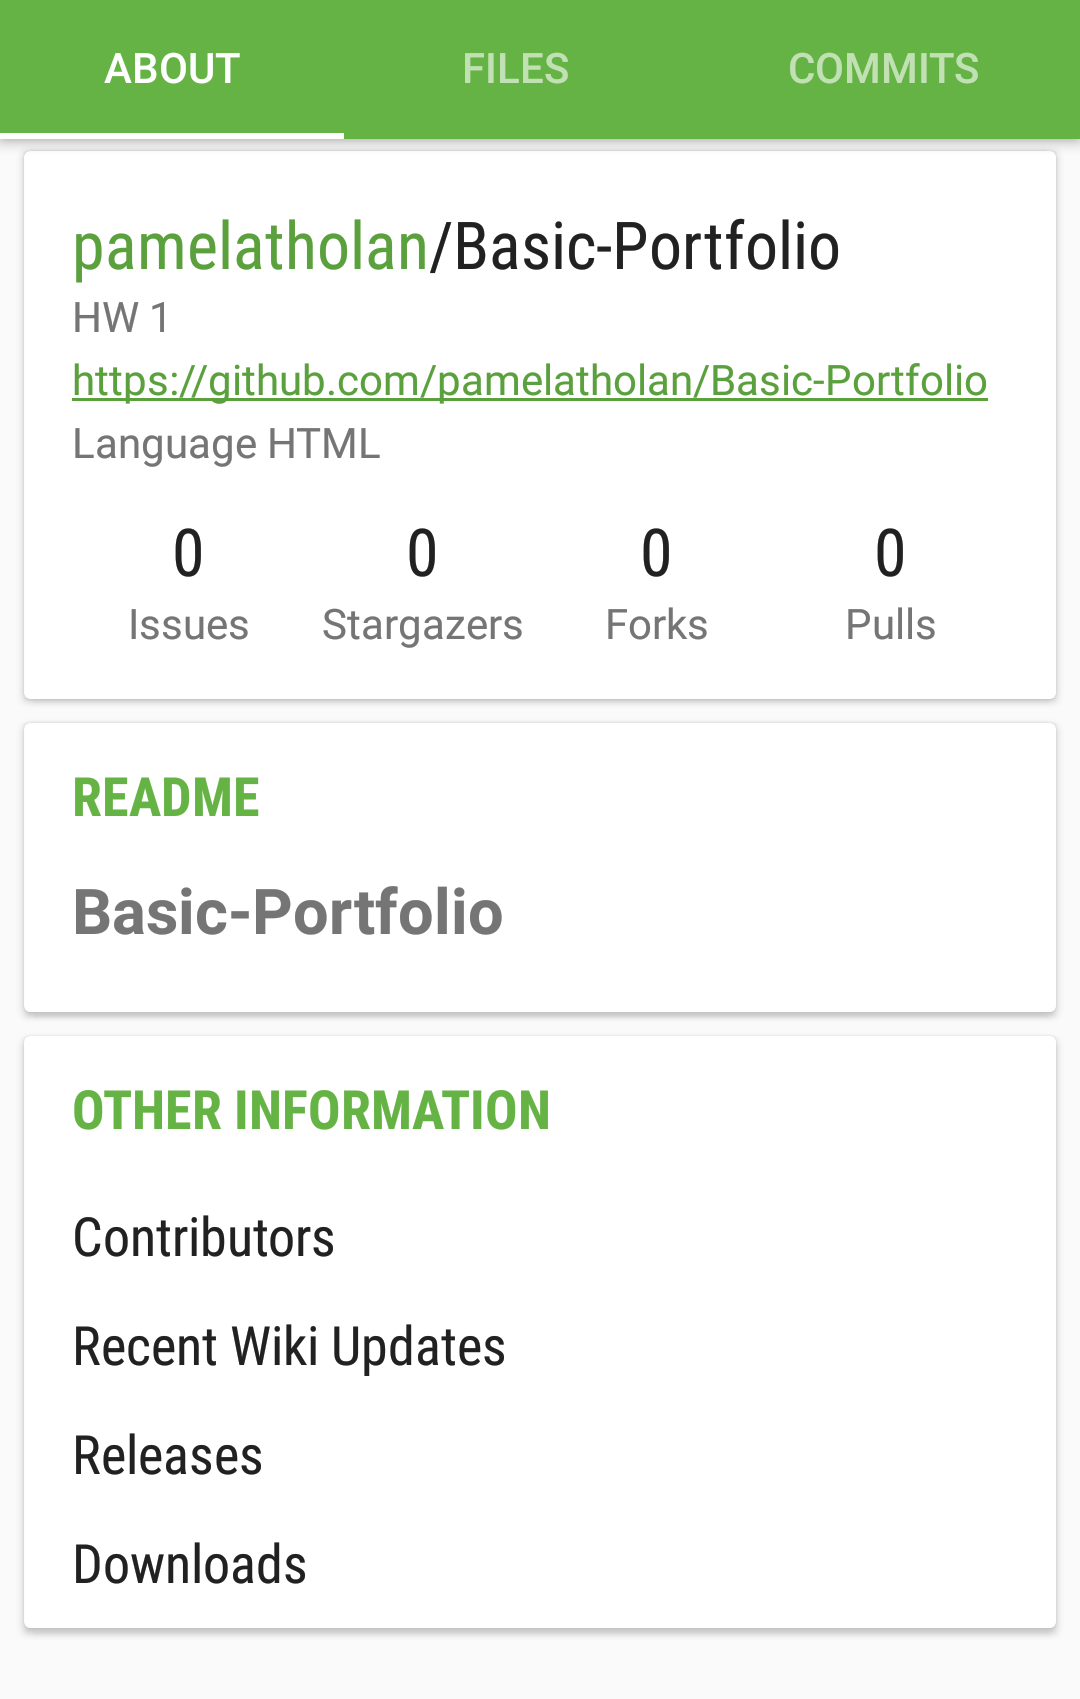 ABOUT FILES COMMITS
pamelatholan/Basic-Portfolio
HW 1
https://github.com/pamelatholan/Basic-Portfolio
Language HTML
0 0 0 0
Issues Stargazers Forks Pulls
README
Basic-Portfolio
OTHER INFORMATION
Contributors
Recent Wiki Updates
Releases
Downloads